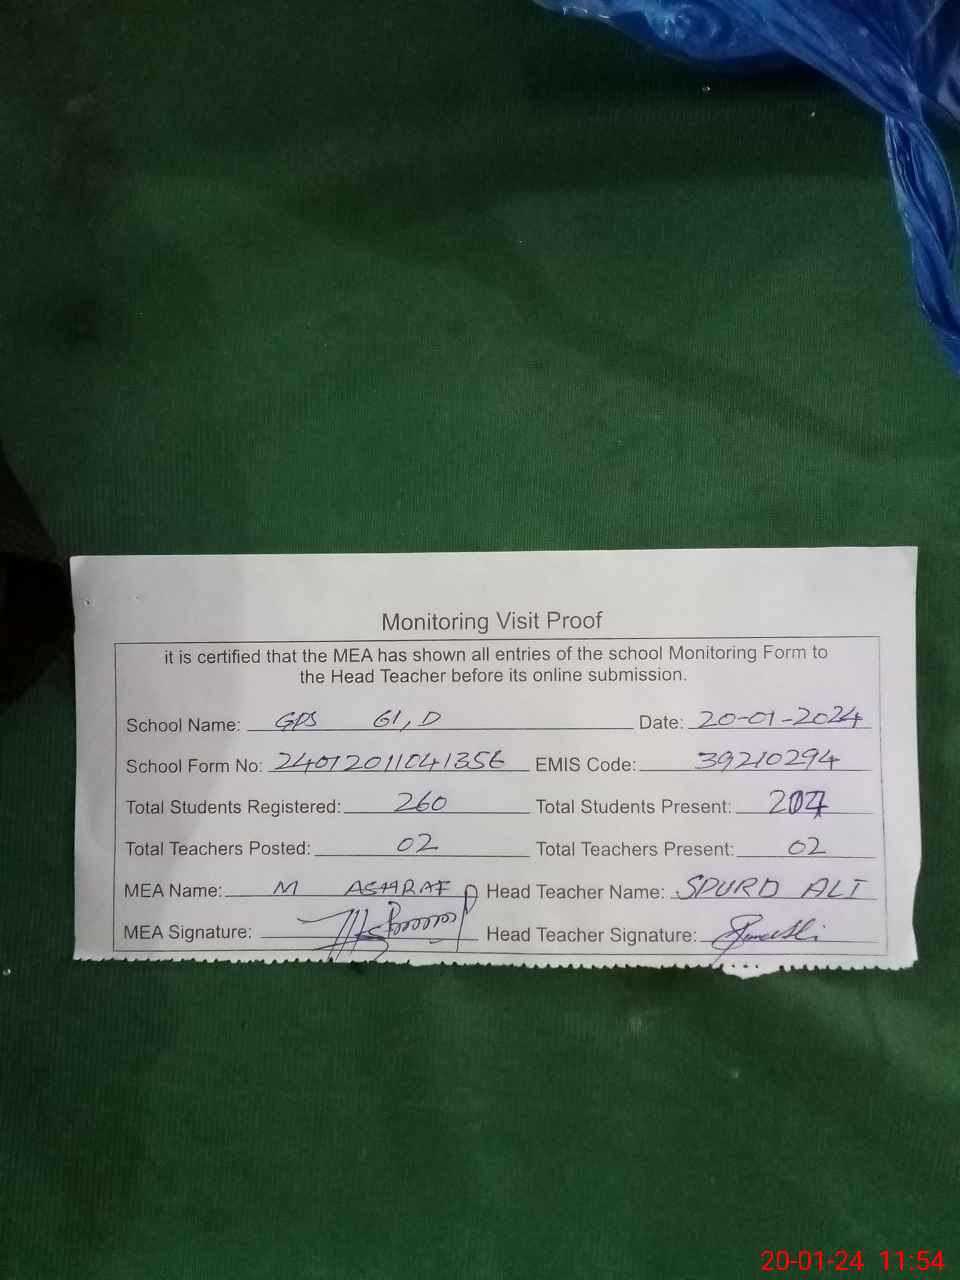 Monitoring Visit Proof
it is certified that the MEA has shown all entries of the school Monitoring Form to
the Head Teacher before its online submission.
School Name: GPS 61, D Date: 20-01-2024
School Form No: 24012011041356 EMIS Code: 39210294
Total Students Registered: 260 Total Students Present:
Total Teachers Posted: 02 Total Teachers Present: 02
MEA Name: M ASHRAF Head Teacher Name: ALI
MEA Signature: Head Teacher Signature:
20-01-24 11:54